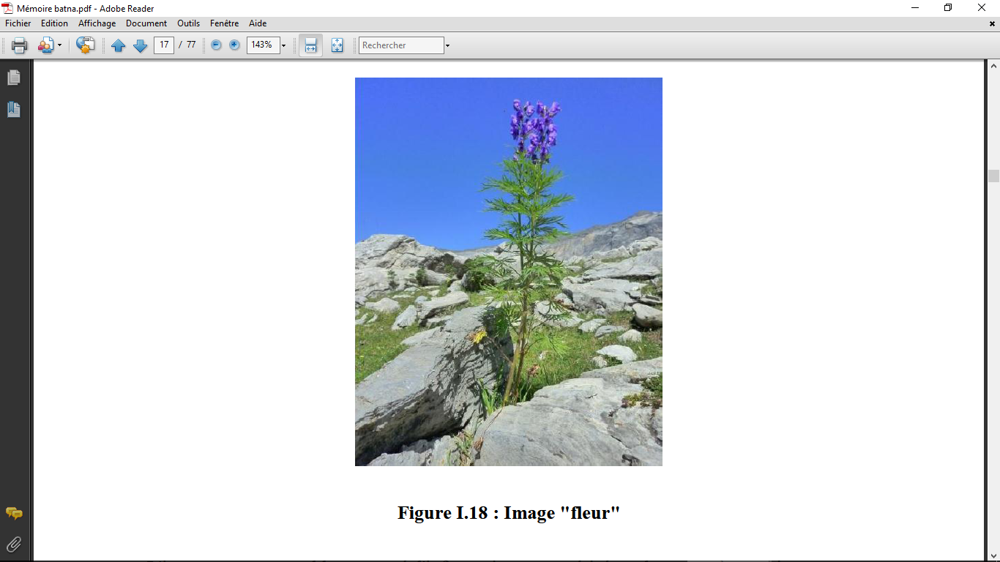 Mémoire batna.pdf - Adobe Reader
Fichier Edition Affichage Document Outils Fenêtre Aide
17 / 77 143% Rechercher
Figure I.18 : Image "fleur"